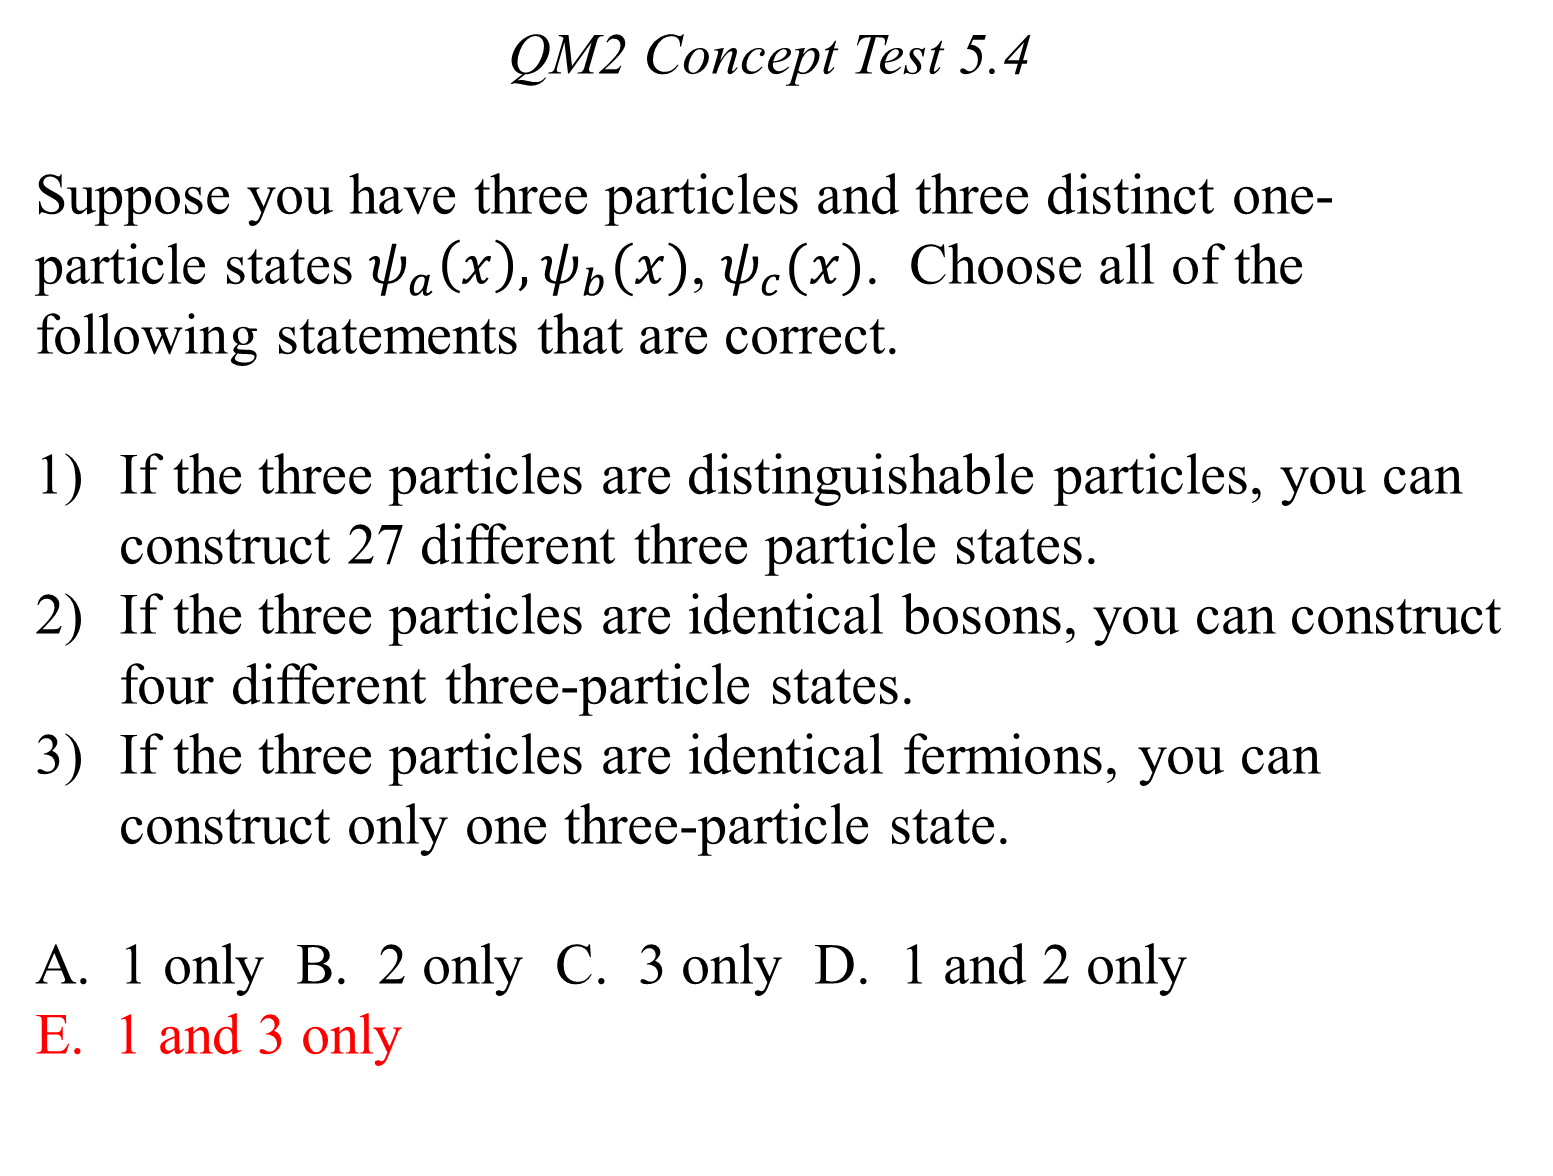 QM2 Concept Test 5.4
Suppose you have three particles and three distinct one-
particle states ψₐ(x), ψ_b(x), ψ_c(x).  Choose all of the
following statements that are correct.
1) If the three particles are distinguishable particles, you can
construct 27 different three particle states.
2) If the three particles are identical bosons, you can construct
four different three-particle states.
3) If the three particles are identical fermions, you can
construct only one three-particle state.
A.  1 only  B.  2 only  C.  3 only  D.  1 and 2 only
E.  1 and 3 only